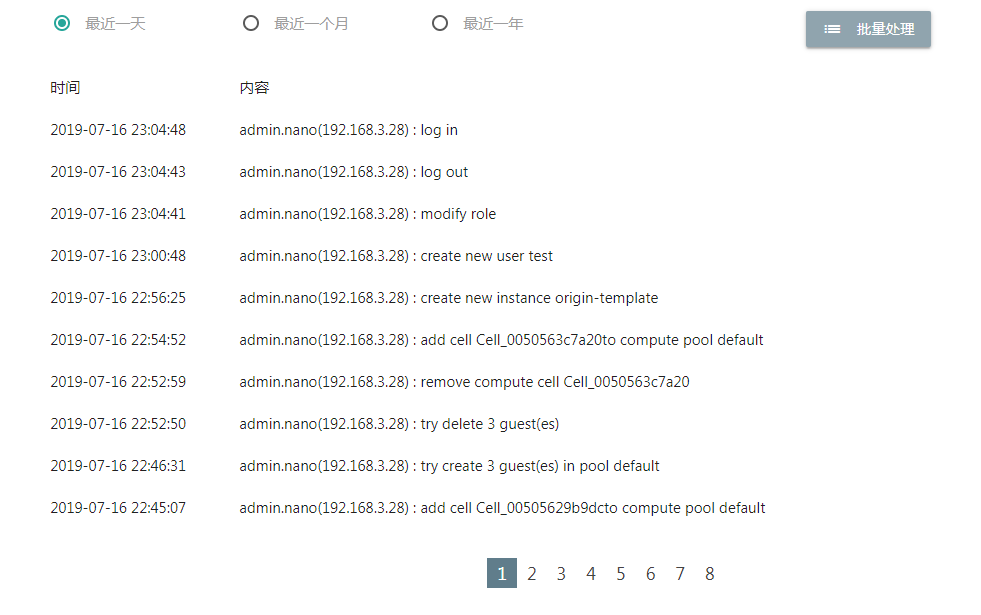 最近一天 最近一个月 最近一年 批量处理
时间 内容
2019-07-16 23:04:48 admin.nano(192.168.3.28) : log in
2019-07-16 23:04:43 admin.nano(192.168.3.28) : log out
2019-07-16 23:04:41 admin.nano(192.168.3.28) : modify role
2019-07-16 23:00:48 admin.nano(192.168.3.28) : create new user test
2019-07-16 22:56:25 admin.nano(192.168.3.28) : create new instance origin-template
2019-07-16 22:54:52 admin.nano(192.168.3.28) : add cell Cell_0050563c7a20to compute pool default
2019-07-16 22:52:59 admin.nano(192.168.3.28) : remove compute cell Cell_0050563c7a20
2019-07-16 22:52:50 admin.nano(192.168.3.28) : try delete 3 guest(es)
2019-07-16 22:46:31 admin.nano(192.168.3.28) : try create 3 guest(es) in pool default
2019-07-16 22:45:07 admin.nano(192.168.3.28) : add cell Cell_00505629b9dcto compute pool default
1 2 3 4 5 6 7 8